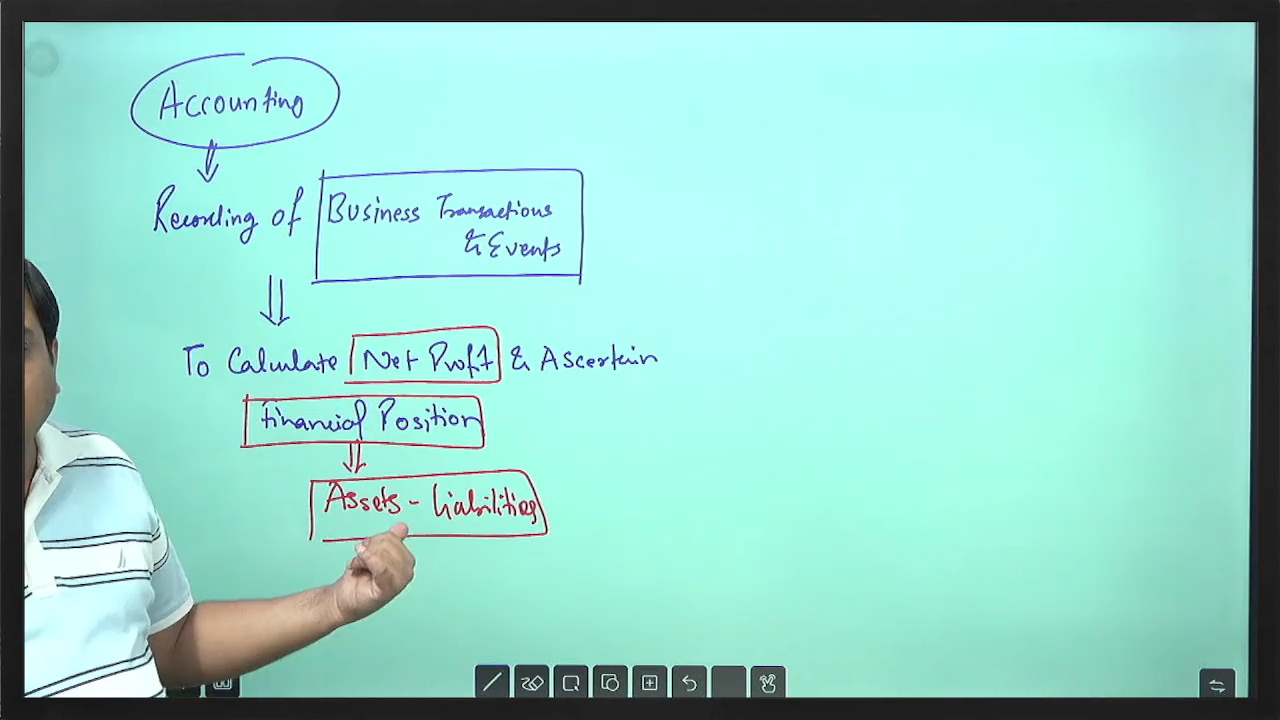 Accounting
Recording of Business Transactions
& Events
To Calculate Net Profit & Ascertain
Financial Position
Assets - Liabilities